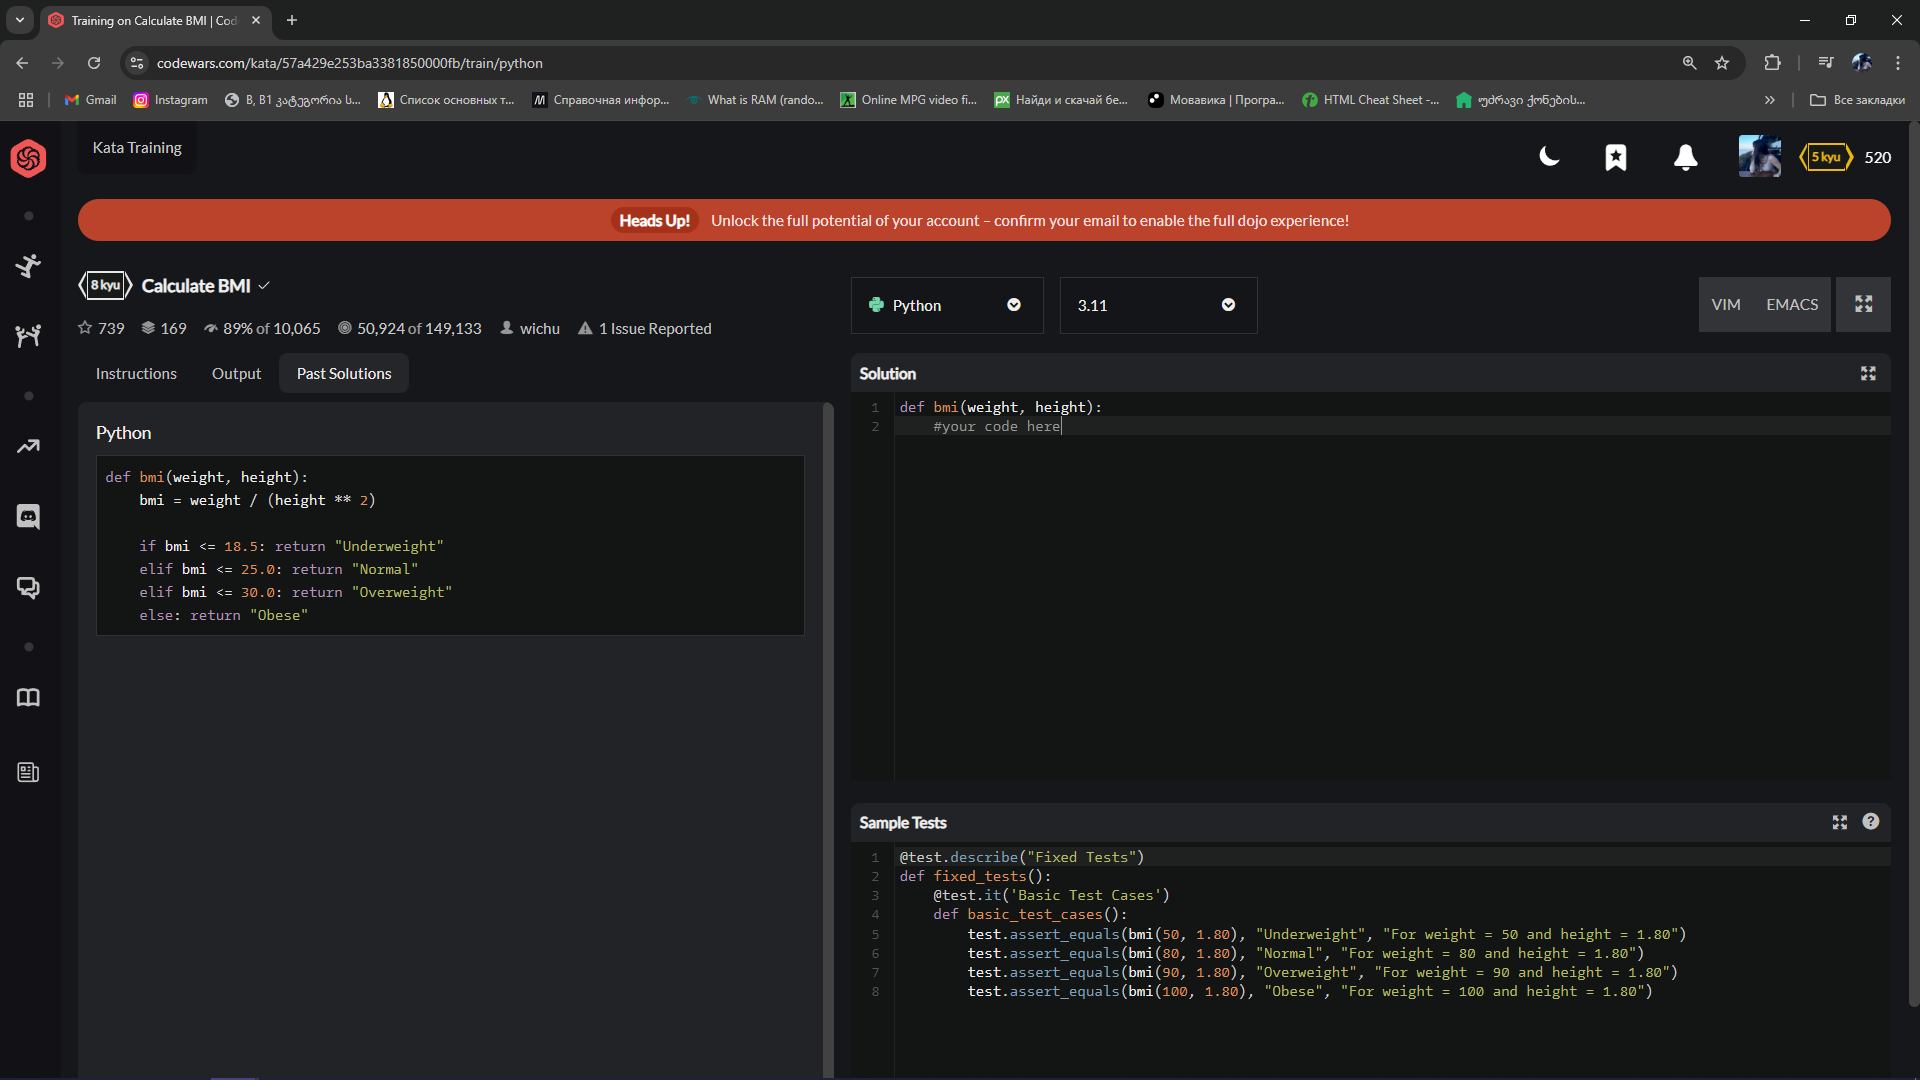 Training on Calculate BMI | Cod
codewars.com/kata/57a429e253ba3381850000fb/train/python
Gmail
Instagram
B, B1 კატეგორია ს...
Список основных т...
Справочная инфор...
What is RAM (rando...
Online MPG video fi...
Найди и скачай бе...
Мовавика | Програ...
HTML Cheat Sheet -...
უძრავი ქონების...
Все закладки
Kata Training
5 kyu
520
Heads Up! Unlock the full potential of your account – confirm your email to enable the full dojo experience!
8 kyu Calculate BMI
739 169 89% of 10,065 50,924 of 149,133 wichu 1 Issue Reported
Instructions Output Past Solutions
Python
def bmi(weight, height):
    bmi = weight / (height ** 2)
    if bmi <= 18.5: return "Underweight"
    elif bmi <= 25.0: return "Normal"
    elif bmi <= 30.0: return "Overweight"
    else: return "Obese"
Python 3.11 VIM EMACS
Solution
1 def bmi(weight, height):
2     #your code here
Sample Tests
1 @test.describe("Fixed Tests")
2 def fixed_tests():
3     @test.it('Basic Test Cases')
4     def basic_test_cases():
5         test.assert_equals(bmi(50, 1.80), "Underweight", "For weight = 50 and height = 1.80")
6         test.assert_equals(bmi(80, 1.80), "Normal", "For weight = 80 and height = 1.80")
7         test.assert_equals(bmi(90, 1.80), "Overweight", "For weight = 90 and height = 1.80")
8         test.assert_equals(bmi(100, 1.80), "Obese", "For weight = 100 and height = 1.80")